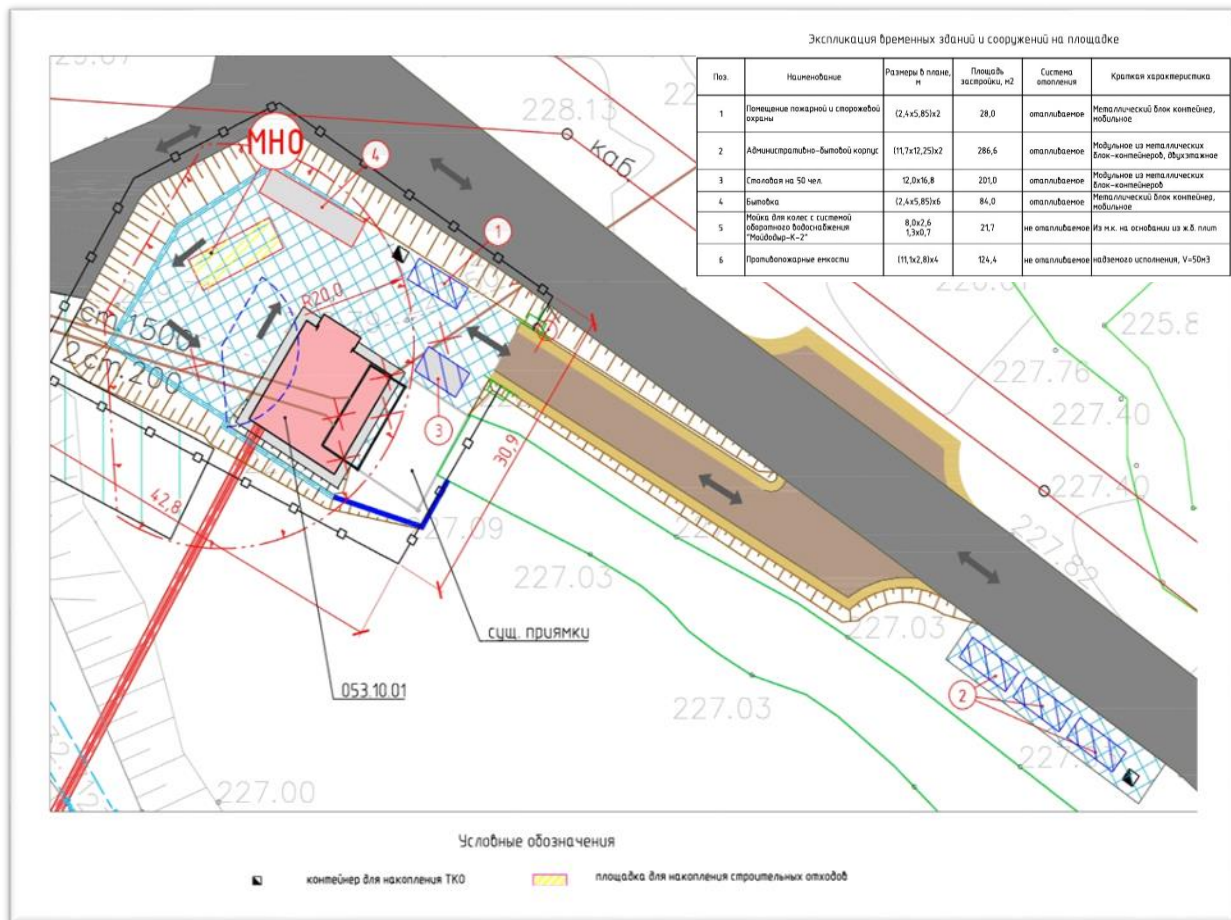 Экспликация временных зданий и сооружений на площадке
Поз.
Наименование
Размеры в плане, м
Площадь застройки, м2
Система отопления
Краткая характеристика
1
Помещение пожарной и сторожевой охраны
(2,4х5,85)х2
28,0
отапливаемое
Металлический блок контейнер, мобильное
2
Административно-бытовой корпус
(11,7х12,25)х2
286,6
отапливаемое
Модульное из металлических блок-контейнеров, двухэтажное
3
Столовая на 50 чел.
12,0х16,8
201,0
отапливаемое
Модульное из металлических блок-контейнеров
4
Бытовка
(2,4х5,85)х6
84,0
отапливаемое
Металлический блок контейнер, мобильное
5
Мойка для колес с системой оборотного водоснабжения "Мойдодыр-К-2"
8,0х2,6
1,3х0,7
21,7
не отапливаемое
Из м.к. на основании из ж.б. плит
6
Противопожарные емкости
(11,1х2,8)х4
124,4
не отапливаемое
надземного исполнения, V=50м3
228.13
каб
МНО
4
1
R20,0
ст.1500
2ст.200
3
30,9
42,8
225.8
227.76
227.40
227.40
227.82
227.09
227.03
227.03
227.03
сущ. приямки
053.10.01
2
227.00
Условные обозначения
контейнер для накопления ТКО
площадка для накопления строительных отходов